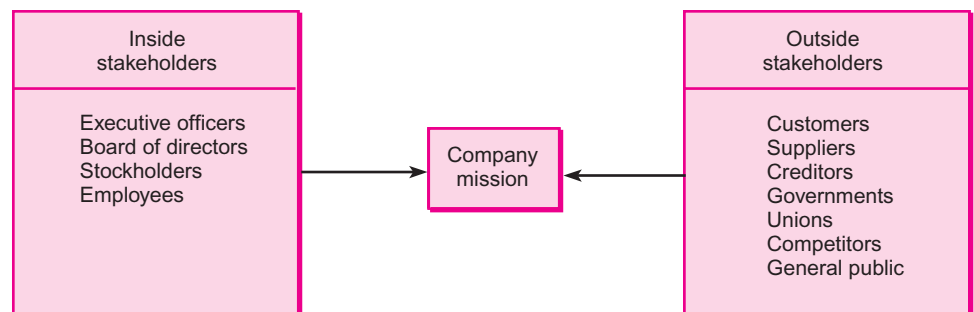 Inside
stakeholders
Executive officers
Board of directors
Stockholders
Employees
Company
mission
Outside
stakeholders
Customers
Suppliers
Creditors
Governments
Unions
Competitors
General public